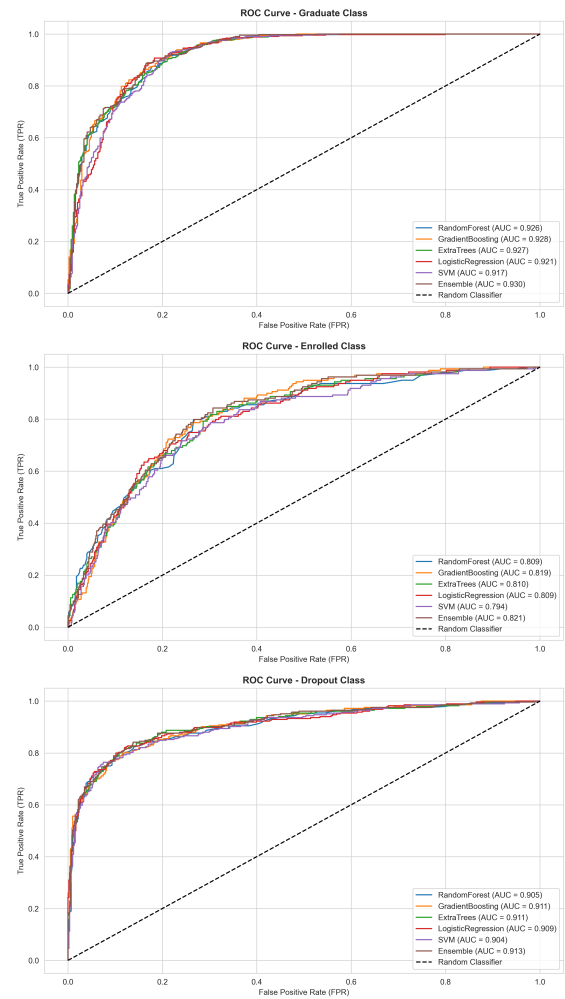 ROC Curve - Graduate Class
True Positive Rate (TPR)
1.0
0.8
0.6
0.4
0.2
0.0
RandomForest (AUC = 0.926)
GradientBoosting (AUC = 0.928)
ExtraTrees (AUC = 0.927)
LogisticRegression (AUC = 0.921)
SVM (AUC = 0.917)
Ensemble (AUC = 0.930)
Random Classifier
0.0 0.2 0.4 0.6 0.8 1.0
False Positive Rate (FPR)
ROC Curve - Enrolled Class
True Positive Rate (TPR)
1.0
0.8
0.6
0.4
0.2
0.0
RandomForest (AUC = 0.809)
GradientBoosting (AUC = 0.819)
ExtraTrees (AUC = 0.810)
LogisticRegression (AUC = 0.809)
SVM (AUC = 0.794)
Ensemble (AUC = 0.821)
Random Classifier
0.0 0.2 0.4 0.6 0.8 1.0
False Positive Rate (FPR)
ROC Curve - Dropout Class
True Positive Rate (TPR)
1.0
0.8
0.6
0.4
0.2
0.0
RandomForest (AUC = 0.905)
GradientBoosting (AUC = 0.911)
ExtraTrees (AUC = 0.911)
LogisticRegression (AUC = 0.909)
SVM (AUC = 0.904)
Ensemble (AUC = 0.913)
Random Classifier
0.0 0.2 0.4 0.6 0.8 1.0
False Positive Rate (FPR)